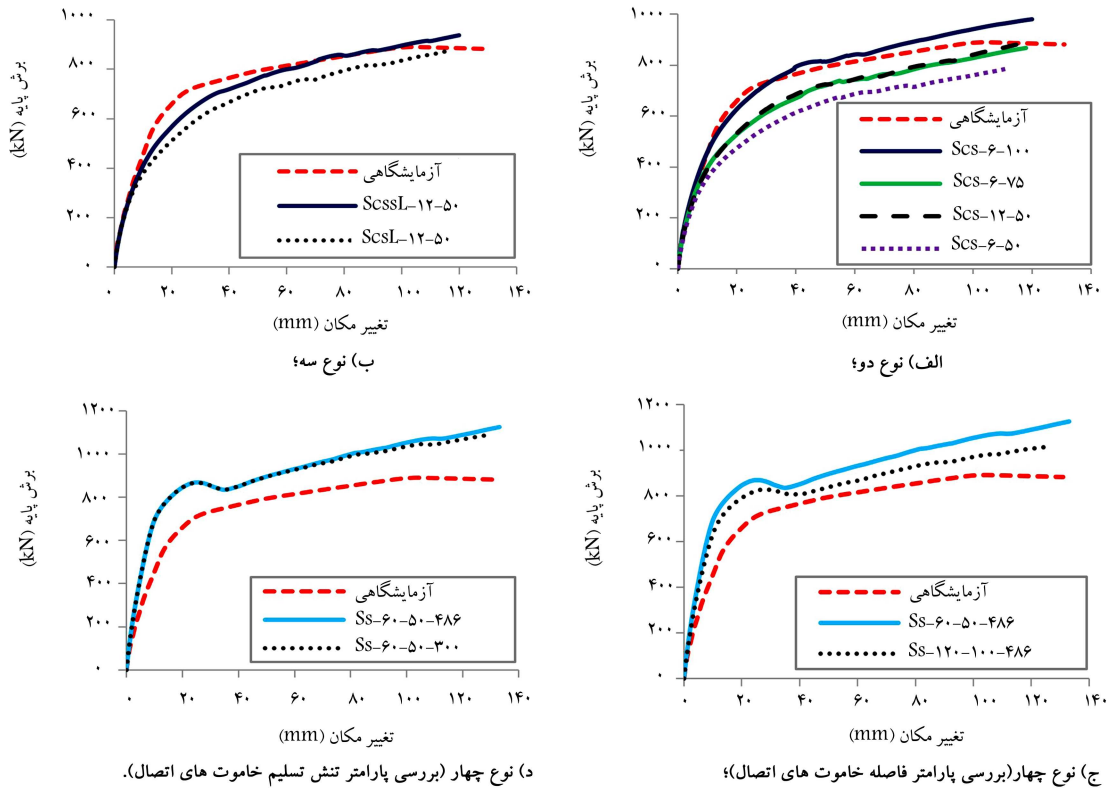 ۱۰۰۰
۸۰۰
۶۰۰
۴۰۰
۲۰۰
۰
برش پایه (kN)
آزمایشگاهی
Scs-۶-۱۰۰
Scs-۶-۷۵
Scs-۱۲-۵۰
Scs-۶-۵۰
۰ ۲۰ ۴۰ ۶۰ ۸۰ ۱۰۰ ۱۲۰ ۱۴۰
تغییر مکان (mm)
الف) نوع دو؛
۱۰۰۰
۸۰۰
۶۰۰
۴۰۰
۲۰۰
۰
برش پایه (kN)
آزمایشگاهی
ScssL-۱۲-۵۰
ScsL-۱۲-۵۰
۰ ۲۰ ۴۰ ۶۰ ۸۰ ۱۰۰ ۱۲۰ ۱۴۰
تغییر مکان (mm)
ب) نوع سه؛
۱۲۰۰
۱۰۰۰
۸۰۰
۶۰۰
۴۰۰
۲۰۰
۰
برش پایه (kN)
آزمایشگاهی
Ss-۶۰-۵۰-۴۸۶
Ss-۱۲۰-۱۰۰-۴۸۶
۰ ۲۰ ۴۰ ۶۰ ۸۰ ۱۰۰ ۱۲۰ ۱۴۰
تغییر مکان (mm)
ج) نوع چهار(بررسی پارامتر فاصله خاموت های اتصال)؛
۱۲۰۰
۱۰۰۰
۸۰۰
۶۰۰
۴۰۰
۲۰۰
۰
برش پایه (kN)
آزمایشگاهی
Ss-۶۰-۵۰-۴۸۶
Ss-۶۰-۵۰-۳۰۰
۰ ۲۰ ۴۰ ۶۰ ۸۰ ۱۰۰ ۱۲۰ ۱۴۰
تغییر مکان (mm)
د) نوع چهار (بررسی پارامتر تنش تسلیم خاموت های اتصال).